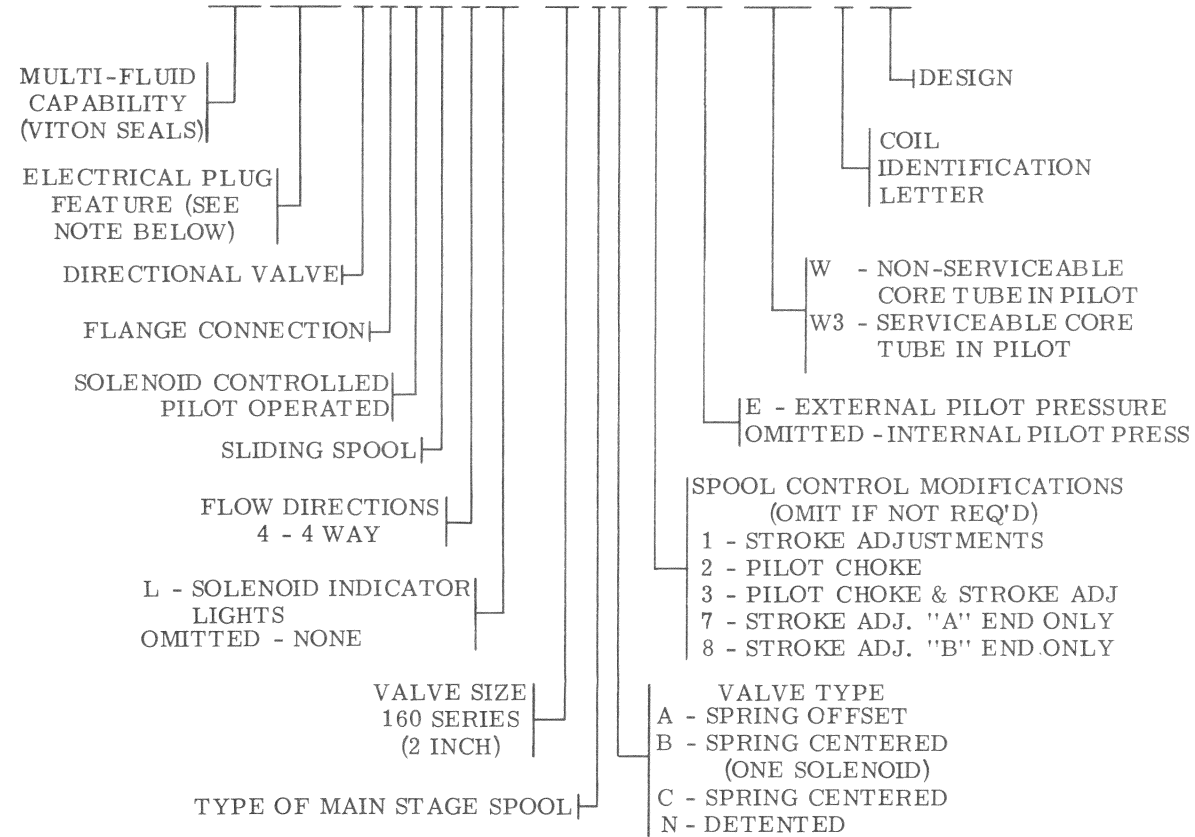 MULTI-FLUID
CAPABILITY
(VITON SEALS)
ELECTRICAL PLUG
FEATURE (SEE
NOTE BELOW)
DIRECTIONAL VALVE
FLANGE CONNECTION
SOLENOID CONTROLLED
PILOT OPERATED
SLIDING SPOOL
FLOW DIRECTIONS
4 - 4 WAY
L - SOLENOID INDICATOR
LIGHTS
OMITTED - NONE
VALVE SIZE
160 SERIES
(2 INCH)
TYPE OF MAIN STAGE SPOOL
DESIGN
COIL
IDENTIFICATION
LETTER
W - NON-SERVICEABLE
CORE TUBE IN PILOT
W3 - SERVICEABLE CORE
TUBE IN PILOT
E - EXTERNAL PILOT PRESSURE
OMITTED - INTERNAL PILOT PRESS
SPOOL CONTROL MODIFICATIONS
(OMIT IF NOT REQ'D)
1 - STROKE ADJUSTMENTS
2 - PILOT CHOKE
3 - PILOT CHOKE & STROKE ADJ
7 - STROKE ADJ. "A" END ONLY
8 - STROKE ADJ. "B" END ONLY
VALVE TYPE
A - SPRING OFFSET
B - SPRING CENTERED
(ONE SOLENOID)
C - SPRING CENTERED
N - DETENTED